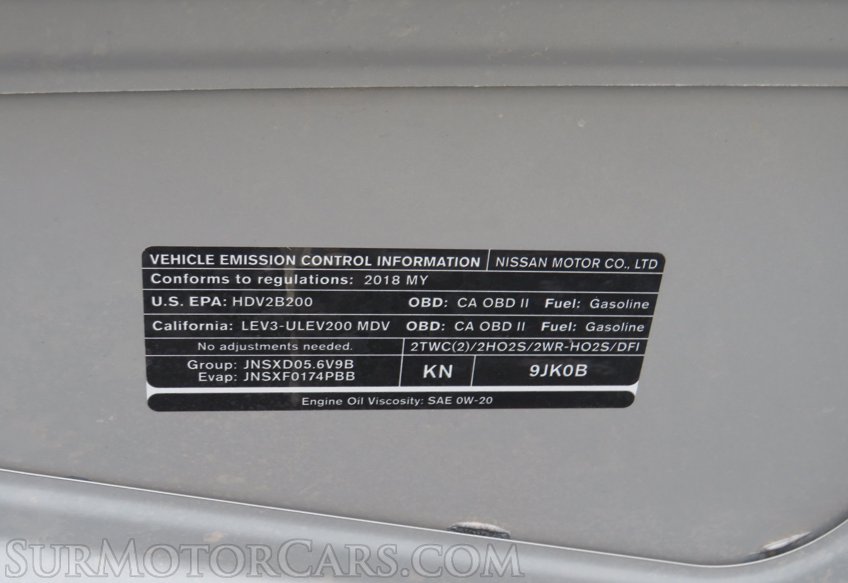 VEHICLE EMISSION CONTROL INFORMATION NISSAN MOTOR CO., LTD
Conforms to regulations: 2018 MY
U.S. EPA: HDV2B200 OBD: CA OBD II Fuel: Gasoline
California: LEV3-ULEV200 MDV OBD: CA OBD II Fuel: Gasoline
No adjustments needed. 2TWC(2)/2HO2S/2WR-HO2S/DFI
Group: JNSXD05.6V9B
Evap: JNSXF0174PBB
KN 9JK0B
Engine Oil Viscosity: SAE 0W-20
SurMotorCars.com